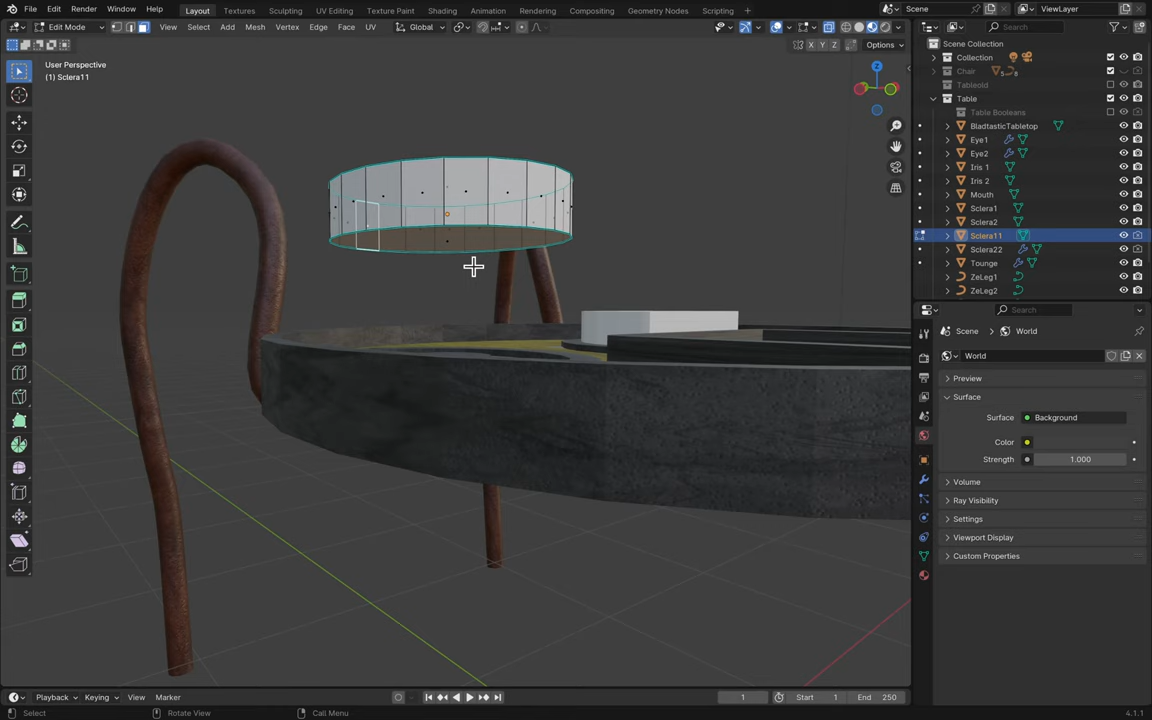 File Edit Render Window Help Layout Textures Sculpting UV Editing Texture Paint Shading Animation Rendering Compositing Geometry Nodes Scripting Scene ViewLayer
Edit Mode View Select Add Mesh Vertex Edge Face UV Global Search
X Y Z Options
User Perspective
(1) Sclera11
Z
Scene Collection
Collection
Chair 5 8
Tableold
Table
Table Booleans
BladtasticTabletop
Eye1
Eye2
Iris 1
Iris 2
Mouth
Sclera1
Sclera2
Sclera11
Sclera22
Tounge
ZeLeg1
ZeLeg2
Search
Scene World
World
Preview
Surface
Surface Background
Color
Strength 1.000
Volume
Ray Visibility
Settings
Viewport Display
Custom Properties
Playback Keying View Marker 1 Start 1 End 250
Select Rotate View Call Menu 4.1.1